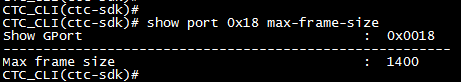 CTC_CLI(ctc-sdk)#
CTC_CLI(ctc-sdk)# show port 0x18 max-frame-size
Show GPort : 0x0018
--------------------------------------------------------
Max frame size : 1400
CTC_CLI(ctc-sdk)#